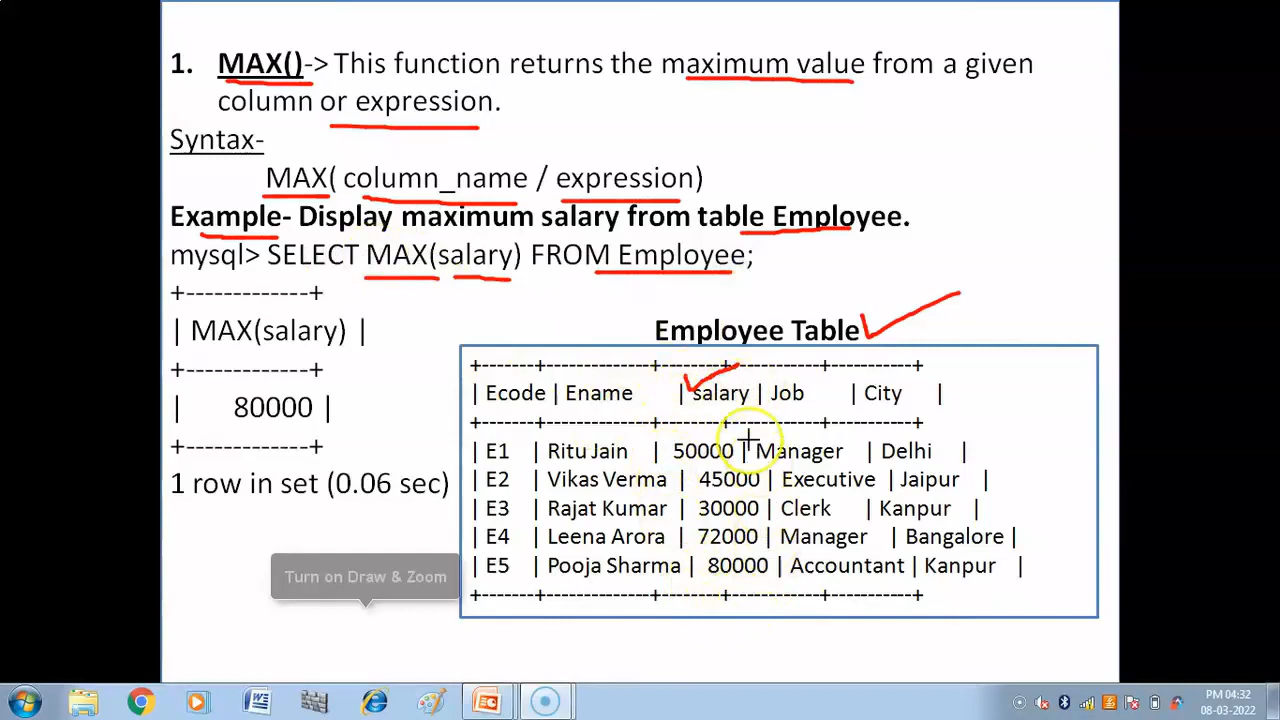 1. MAX()-> This function returns the maximum value from a given
column or expression.
Syntax-
MAX( column_name / expression)
Example- Display maximum salary from table Employee.
mysql> SELECT MAX(salary) FROM Employee;
+-------------+
| MAX(salary) |
+-------------+
| 80000 |
+-------------+
1 row in set (0.06 sec)
Employee Table
+-------+--------------+--------+-----------+-----------+
| Ecode | Ename | salary | Job | City |
+-------+--------------+--------+-----------+-----------+
| E1 | Ritu Jain | 50000 | Manager | Delhi |
| E2 | Vikas Verma | 45000 | Executive | Jaipur |
| E3 | Rajat Kumar | 30000 | Clerk | Kanpur |
| E4 | Leena Arora | 72000 | Manager | Bangalore |
| E5 | Pooja Sharma | 80000 | Accountant | Kanpur |
+-------+--------------+--------+-----------+-----------+
Turn on Draw & Zoom
PM 04:32
08-03-2022